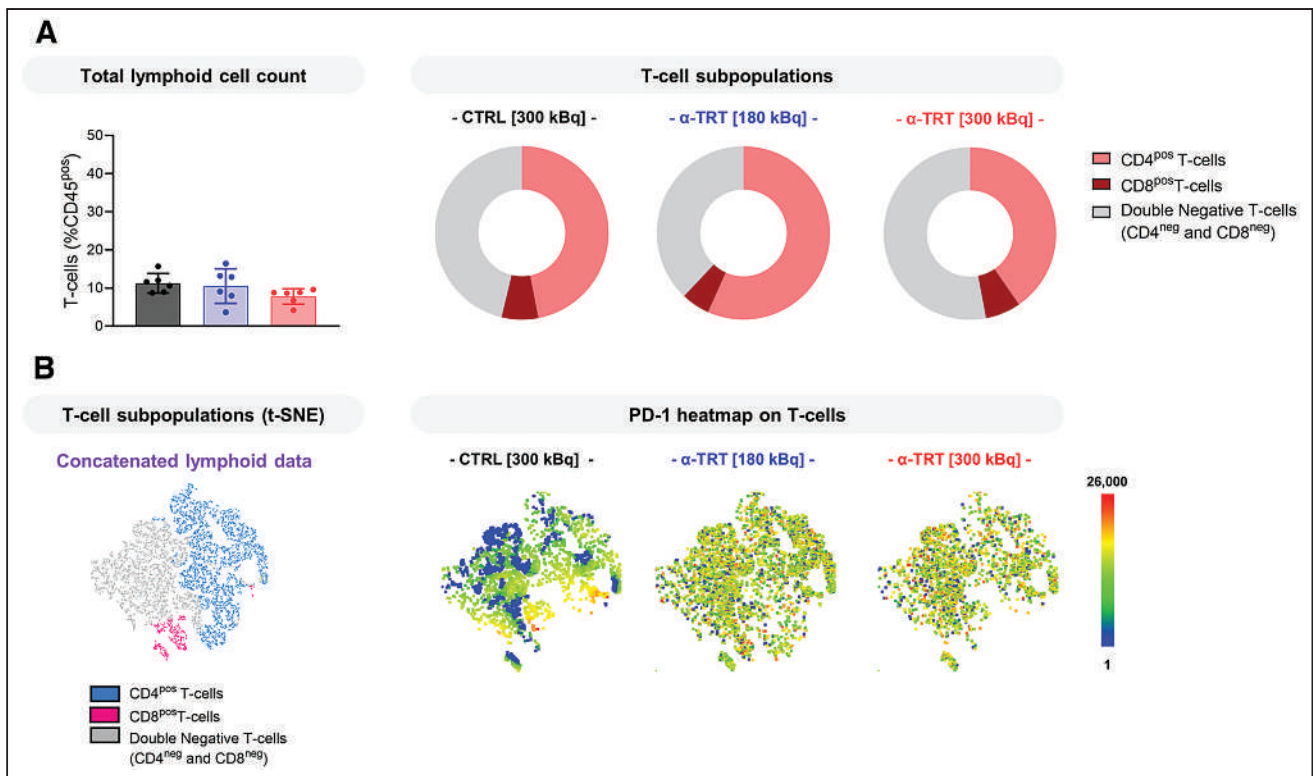 A
Total lymphoid cell count
T-cell subpopulations
- CTRL [300 kBq] -
- α-TRT [180 kBq] -
- α-TRT [300 kBq] -
T-cells (%CD45pos)
50
40
30
20
10
0
CD4pos T-cells
CD8posT-cells
Double Negative T-cells
(CD4neg and CD8neg)
B
T-cell subpopulations (t-SNE)
PD-1 heatmap on T-cells
Concatenated lymphoid data
- CTRL [300 kBq] -
- α-TRT [180 kBq] -
- α-TRT [300 kBq] -
26,000
1
CD4pos T-cells
CD8posT-cells
Double Negative T-cells
(CD4neg and CD8neg)